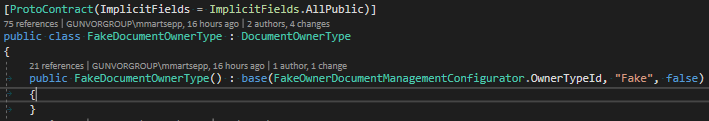 [ProtoContract(ImplicitFields = ImplicitFields.AllPublic)]
75 references | GUNVORGROUP\mmartsepp, 16 hours ago | 2 authors, 4 changes
public class FakeDocumentOwnerType : DocumentOwnerType
{
21 references | GUNVORGROUP\mmartsepp, 16 hours ago | 1 author, 1 change
public FakeDocumentOwnerType() : base(FakeOwnerDocumentManagementConfigurator.OwnerTypeId, "Fake", false)
{
}